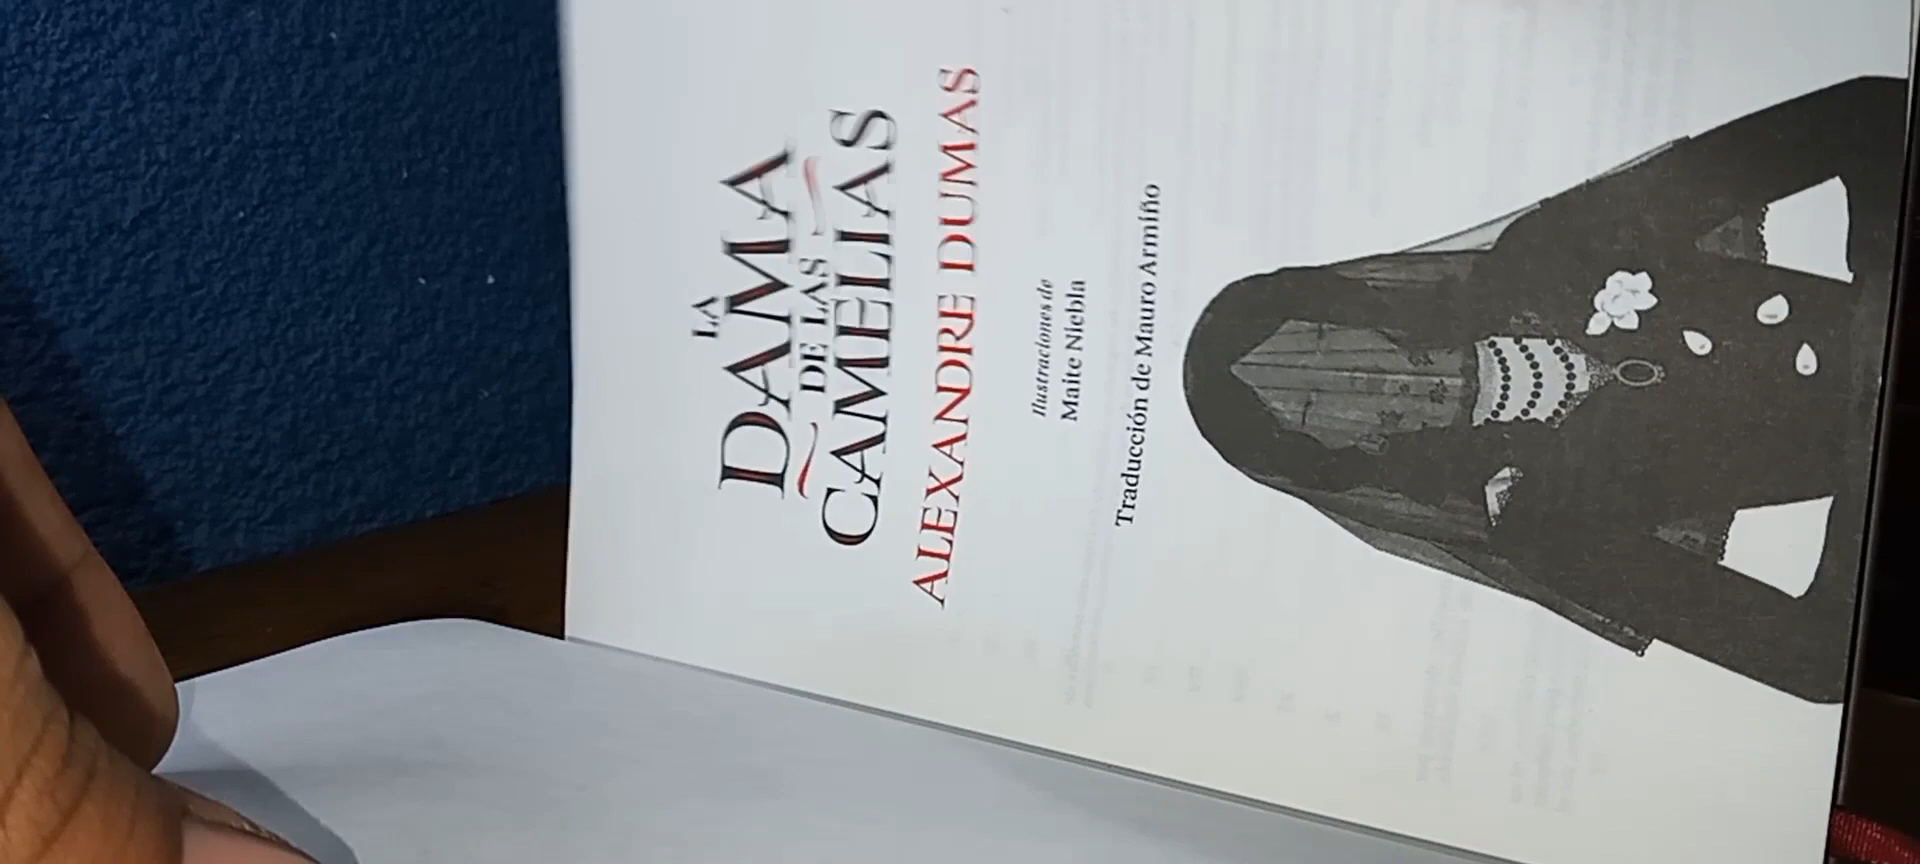 LA
DAMA
DE LAS
CAMELIAS
ALEXANDRE DUMAS
Ilustraciones de
Maite Niebla
Traducción de Mauro Armiño